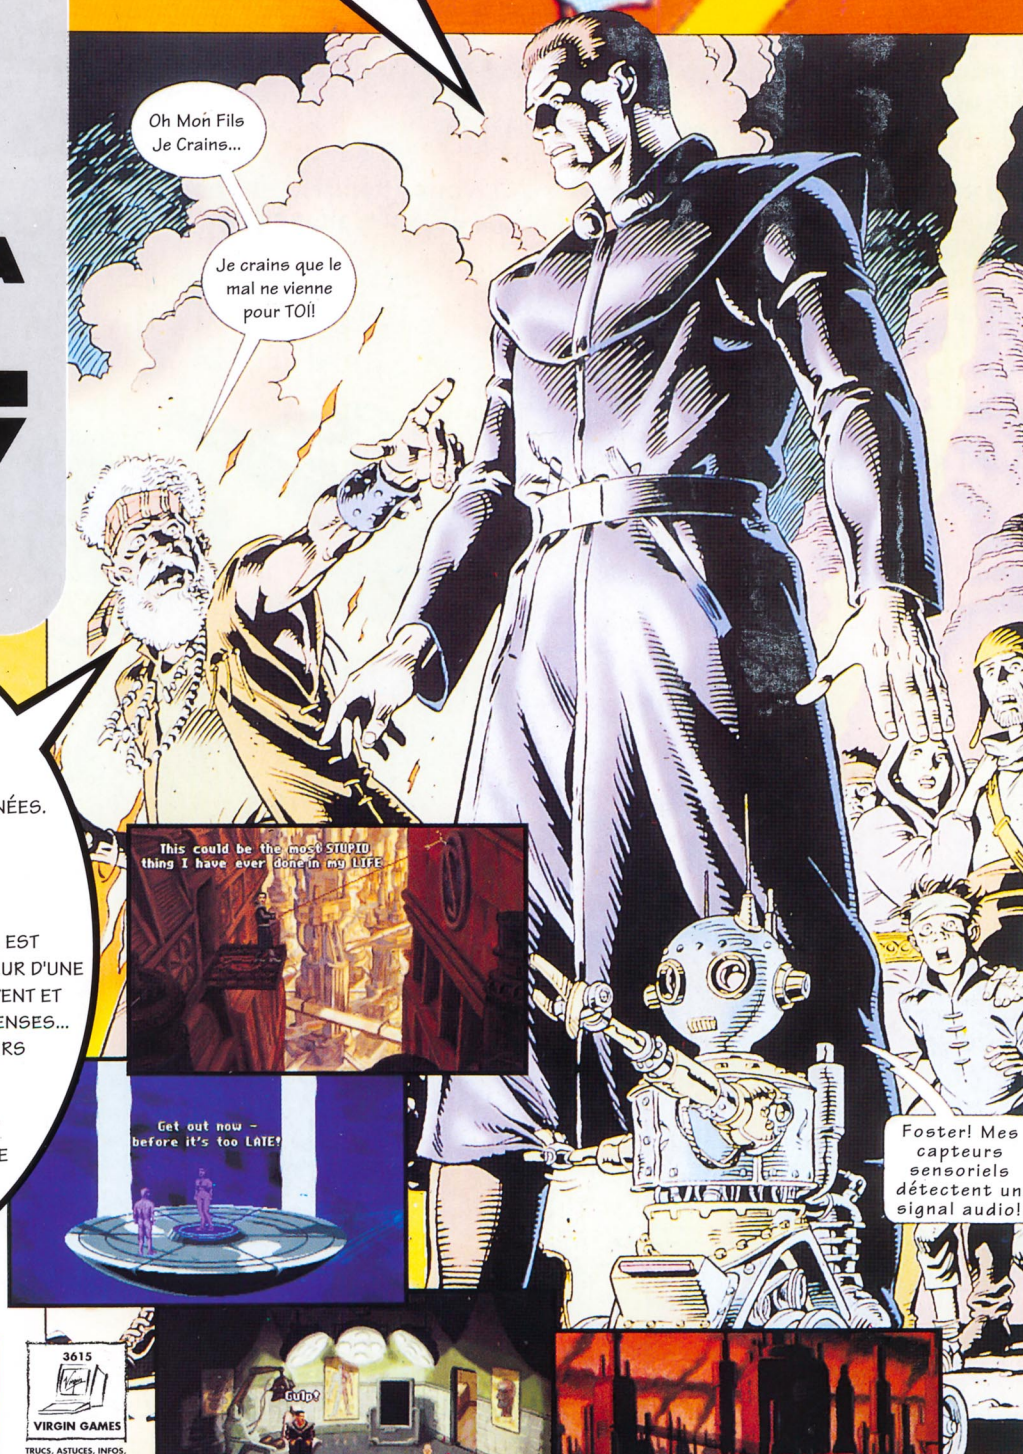 Oh Mon Fils
Je Crains...
Je crains que le
mal ne vienne
pour TOI!
A
NÉES.
EST
UR D'UNE
ENT ET
ENSES...
RS
E
This could be the most STUPID
thing I have ever done in my LIFE
Get out now -
before it's too LATE!
Foster! Mes
capteurs
sensoriels
détectent un
signal audio!
Gulp!
3615
Virgin
VIRGIN GAMES
TRUCS, ASTUCES, INFOS,